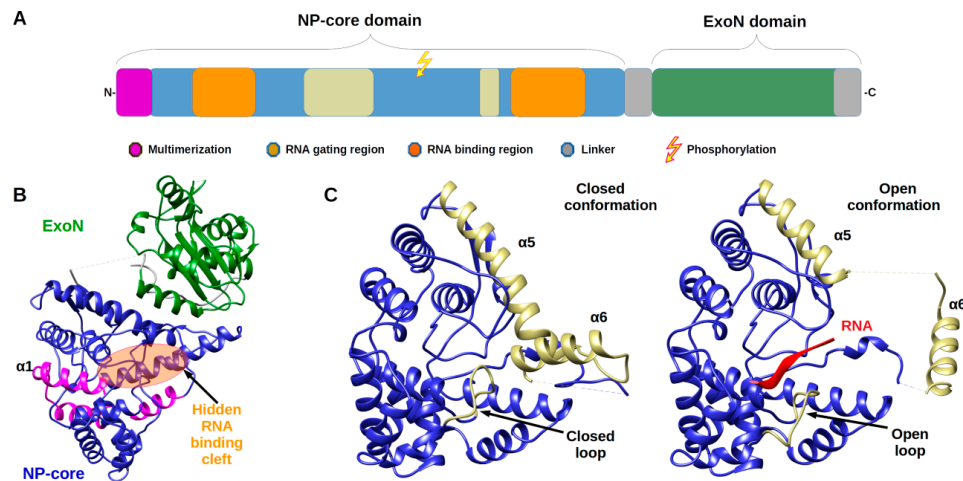 A
NP-core domain
ExoN domain
N-
-C
Multimerization
RNA gating region
RNA binding region
Linker
Phosphorylation
B
ExoN
α1
Hidden
RNA
binding
cleft
NP-core
C
Closed
conformation
α5
α6
Closed
loop
Open
conformation
α5
α6
RNA
Open
loop